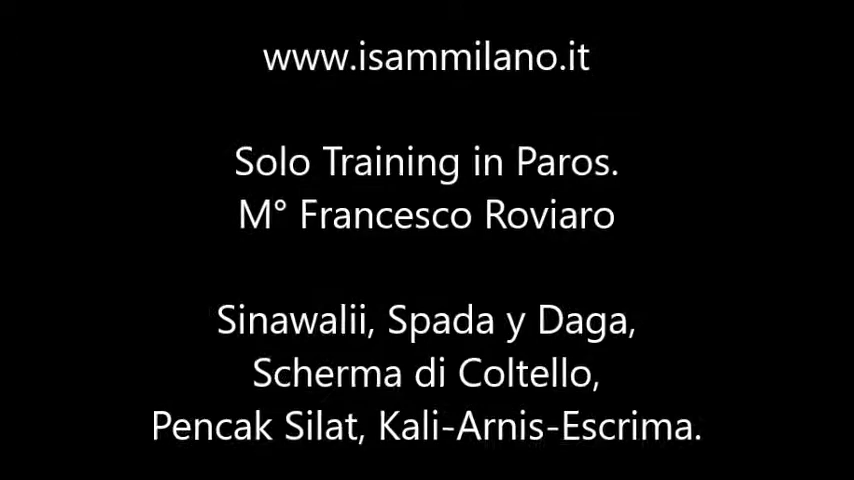 www.isammilano.it
Solo Training in Paros.
M° Francesco Roviaro
Sinawalii, Spada y Daga,
Scherma di Coltello,
Pencak Silat, Kali-Arnis-Escrima.